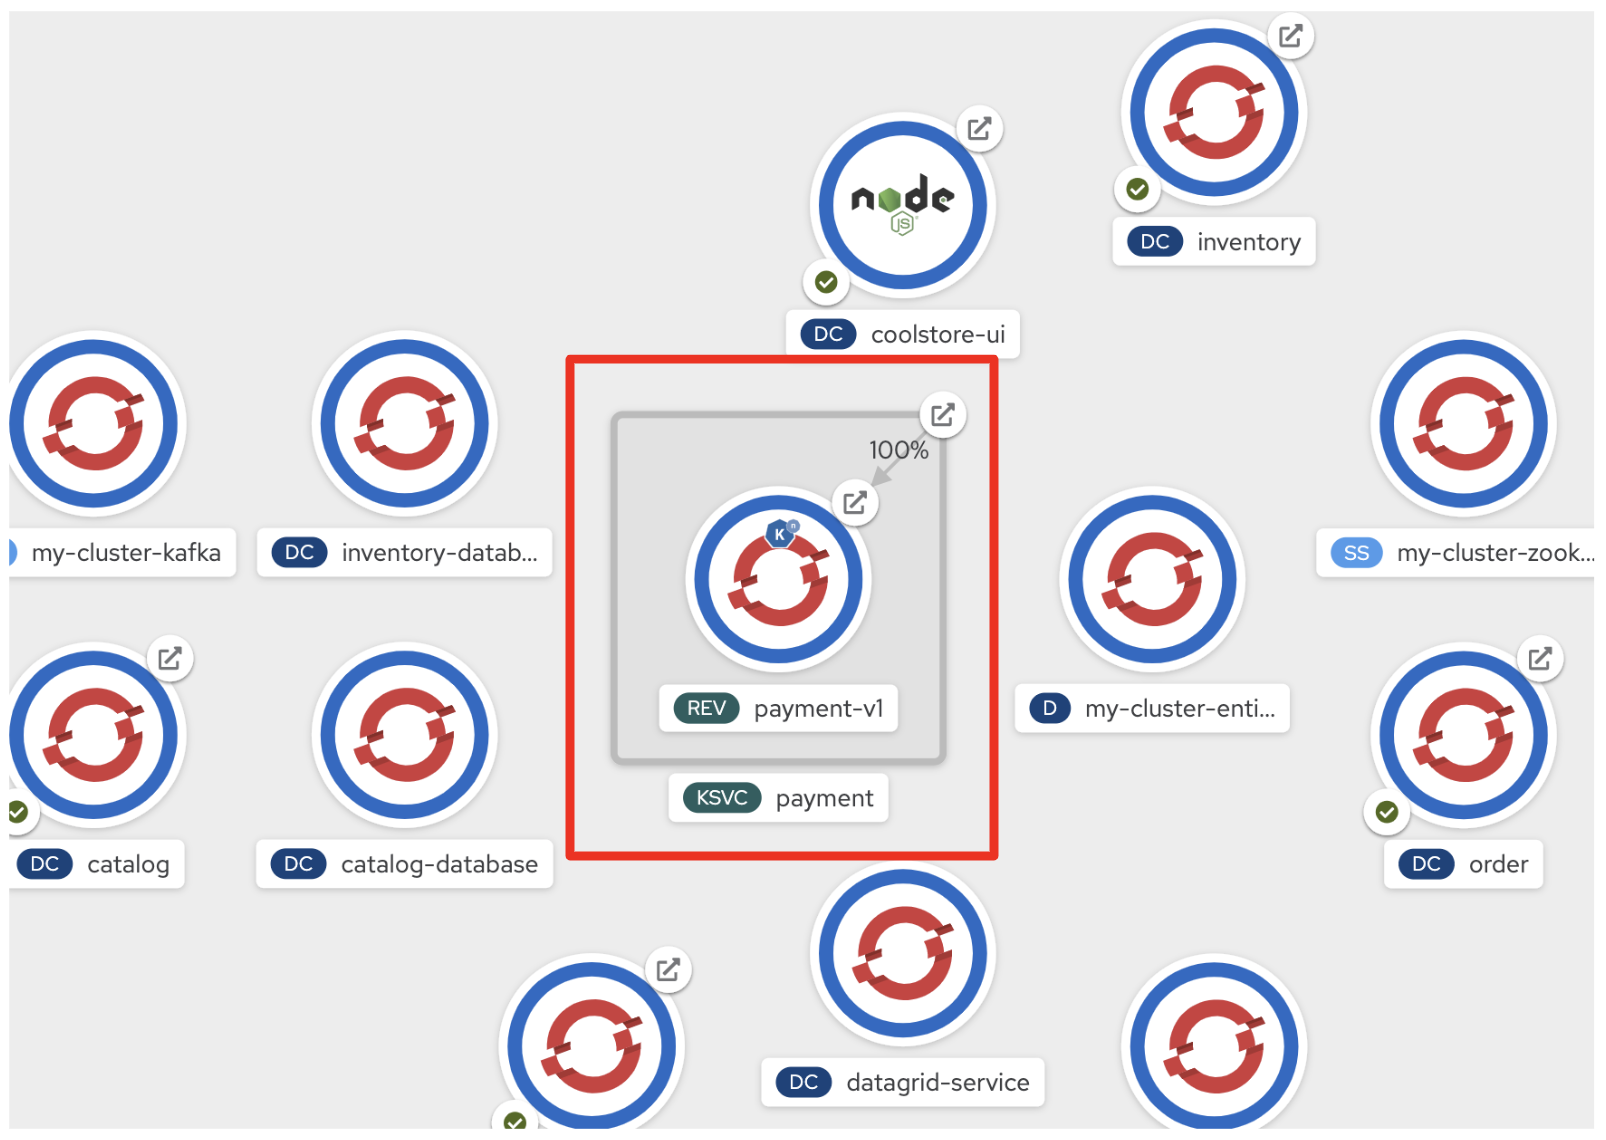 DC inventory
node
JS
DC coolstore-ui
100%
my-cluster-kafka
DC inventory-datab...
K n
SS my-cluster-zook...
REV payment-v1
D my-cluster-enti...
KSVC payment
DC catalog
DC catalog-database
DC order
DC datagrid-service